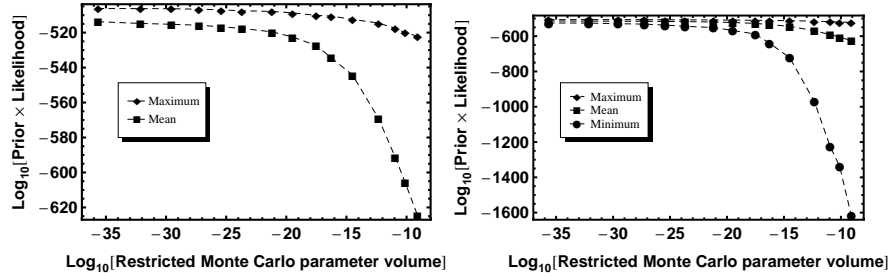 Log10[Prior × Likelihood]
−520
−540
−560
−580
−600
−620
Maximum
Mean
−35 −30 −25 −20 −15 −10
Log10[Restricted Monte Carlo parameter volume]
Log10[Prior × Likelihood]
−600
−800
−1000
−1200
−1400
−1600
Maximum
Mean
Minimum
−35 −30 −25 −20 −15 −10
Log10[Restricted Monte Carlo parameter volume]